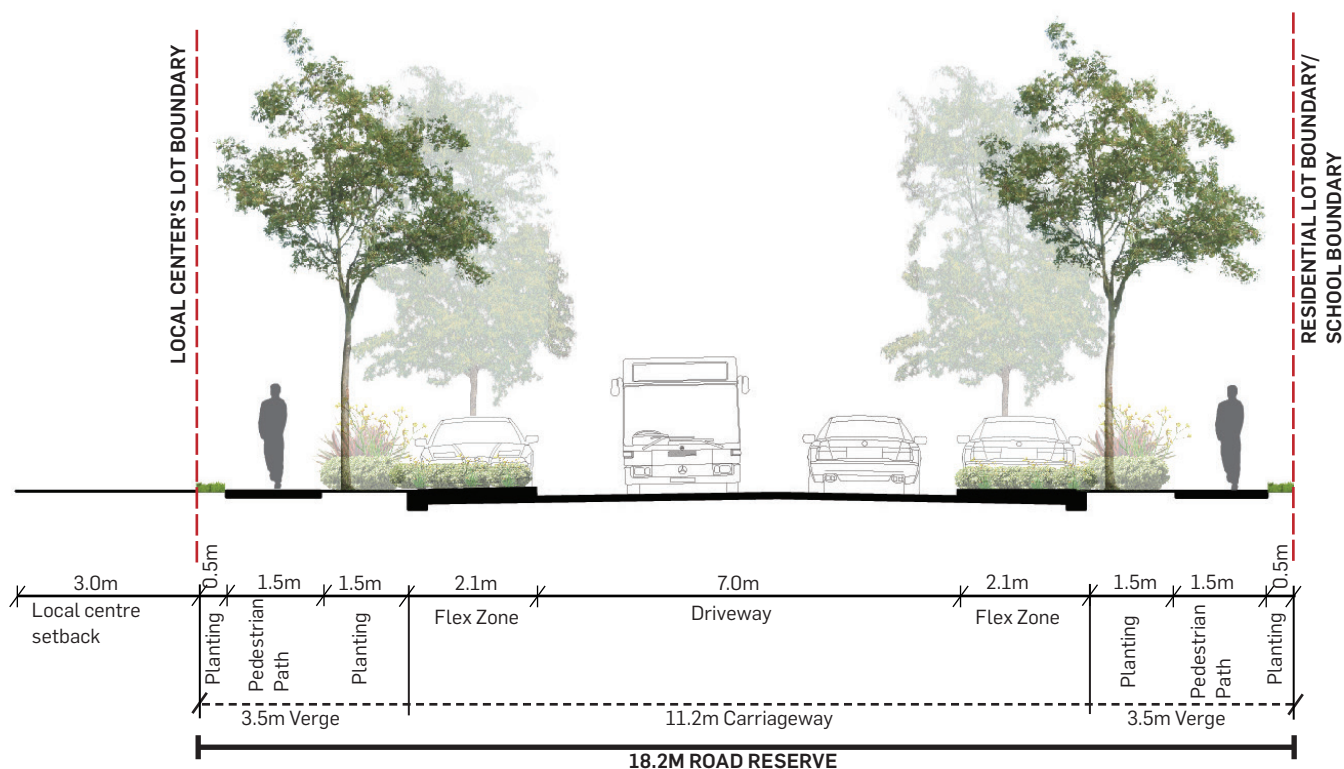 LOCAL CENTER'S LOT BOUNDARY
RESIDENTIAL LOT BOUNDARY/
SCHOOL BOUNDARY
3.0m
0.5m
1.5m
1.5m
2.1m
7.0m
2.1m
1.5m
1.5m
0.5m
Local centre
setback
Planting
Pedestrian
Path
Planting
Flex Zone
Driveway
Flex Zone
Planting
Pedestrian
Path
Planting
3.5m Verge
11.2m Carriageway
3.5m Verge
18.2M ROAD RESERVE